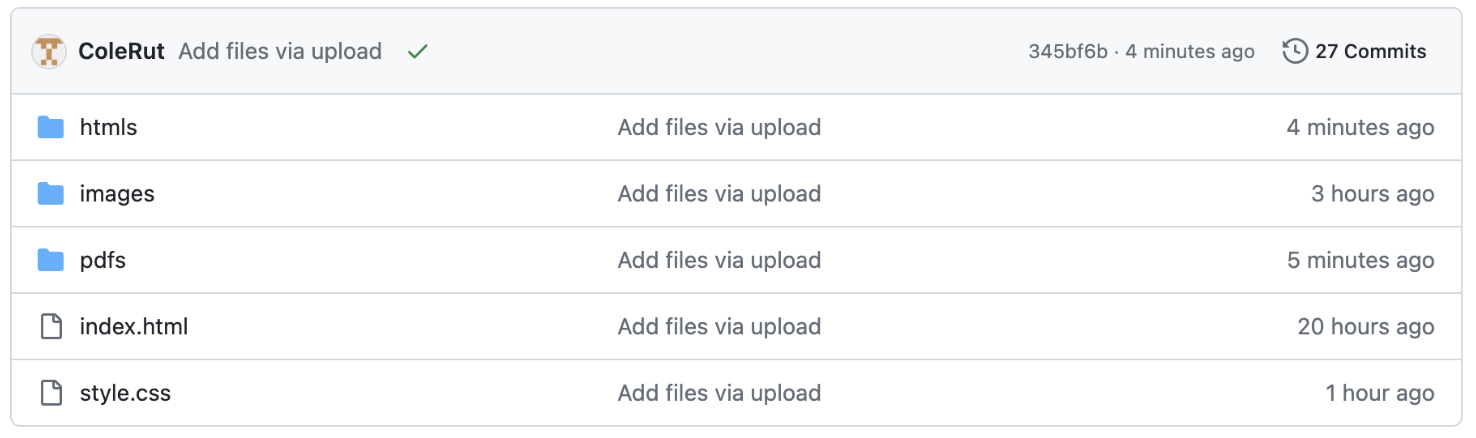 ColeRut Add files via upload 345bf6b · 4 minutes ago 27 Commits
htmls Add files via upload 4 minutes ago
images Add files via upload 3 hours ago
pdfs Add files via upload 5 minutes ago
index.html Add files via upload 20 hours ago
style.css Add files via upload 1 hour ago